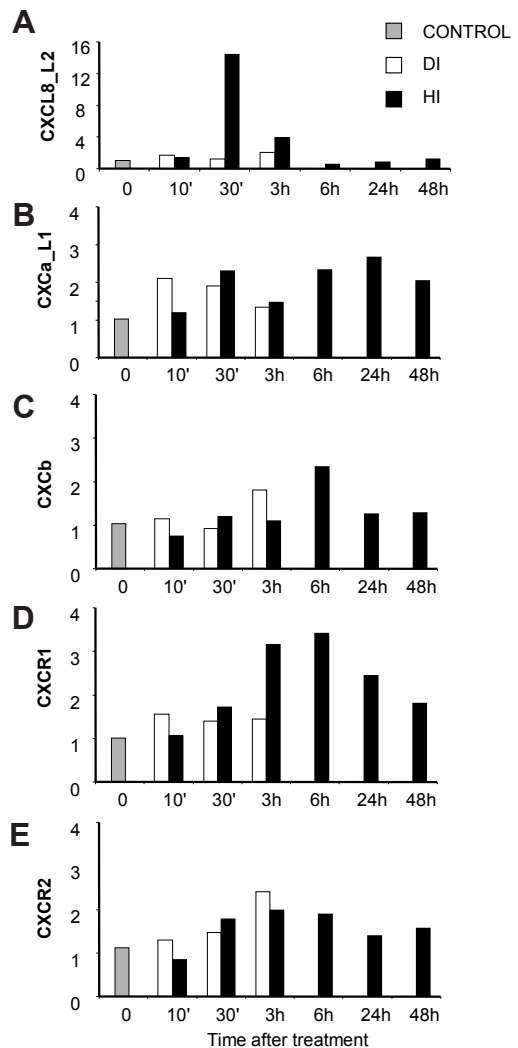 A
CXCL8_L2
16
12
8
4
0
CONTROL
DI
HI
0 10' 30' 3h 6h 24h 48h
B
CXCa_L1
4
3
2
1
0
0 10' 30' 3h 6h 24h 48h
C
CXCb
4
3
2
1
0
0 10' 30' 3h 6h 24h 48h
D
CXCR1
4
3
2
1
0
0 10' 30' 3h 6h 24h 48h
E
CXCR2
4
3
2
1
0
0 10' 30' 3h 6h 24h 48h
Time after treatment